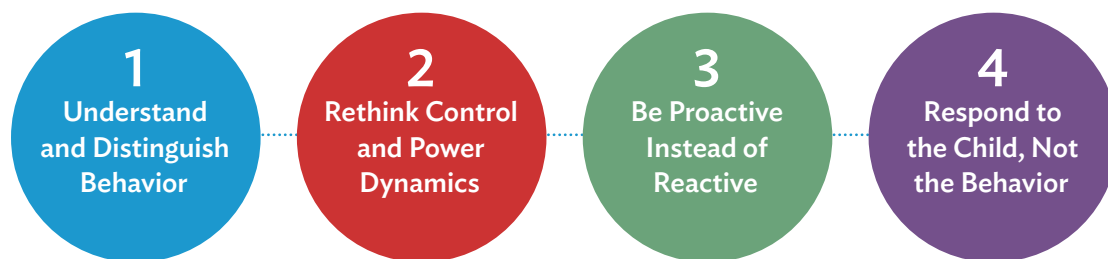 1
Understand
and Distinguish
Behavior
2
Rethink Control
and Power
Dynamics
3
Be Proactive
Instead of
Reactive
4
Respond to
the Child, Not
the Behavior